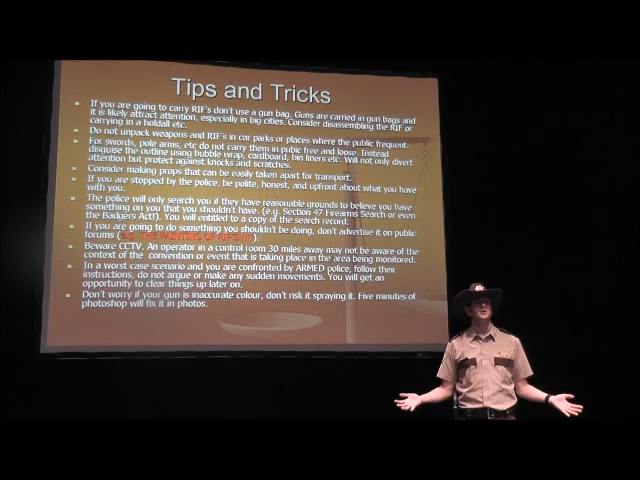 Tips and Tricks
If you are going to carry RIF's don't use a gun bag. Guns are carried in gun bags and
it is likely attract attention, especially in big cities. Consider disassembling the RIF or
carrying in a holdall etc.
Do not unpack weapons and RIF's in car parks or places where the public frequent.
For swords, pole arms, etc do not carry them in pubic free and loose. Instead
disguise the outline using bubble wrap, cardboard, bin liners etc. Will not only divert
attention but protect against knocks and scratches.
Consider making props that can be easily taken apart for transport.
If you are stopped by the police, be polite, honest, and upfront about what you have
with you.
The police will only search you if they have reasonable grounds to believe you have
something on you that you shouldn't have. (e.g. Section 47 Firearms Search or even
the Badgers Act!). You will entitled to a copy of the search record.
If you are going to do something you shouldn't be doing, don't advertise it on public
forums (e.g. THE PAINTING OF RIFS!!!!!).
Beware CCTV. An operator in a control room 30 miles away may not be aware of the
context of the convention or event that is taking place in the area being monitored.
In a worst case scenario and you are confronted by ARMED police, follow their
instructions, do not argue or make any sudden movements. You will get an
opportunity to clear things up later on.
Don't worry if your gun is inaccurate colour, don't risk it spraying it. Five minutes of
photoshop will fix it in photos.